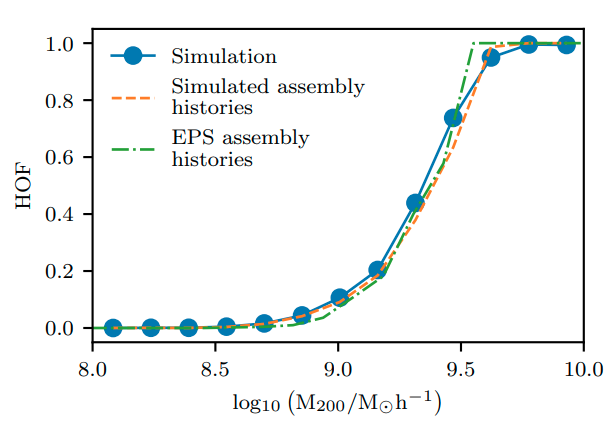 1.0
0.8
0.6
0.4
0.2
0.0
HOF
Simulation
Simulated assembly
histories
EPS assembly
histories
8.0 8.5 9.0 9.5 10.0
log₁₀ (M₂₀₀/M⊙h⁻¹)